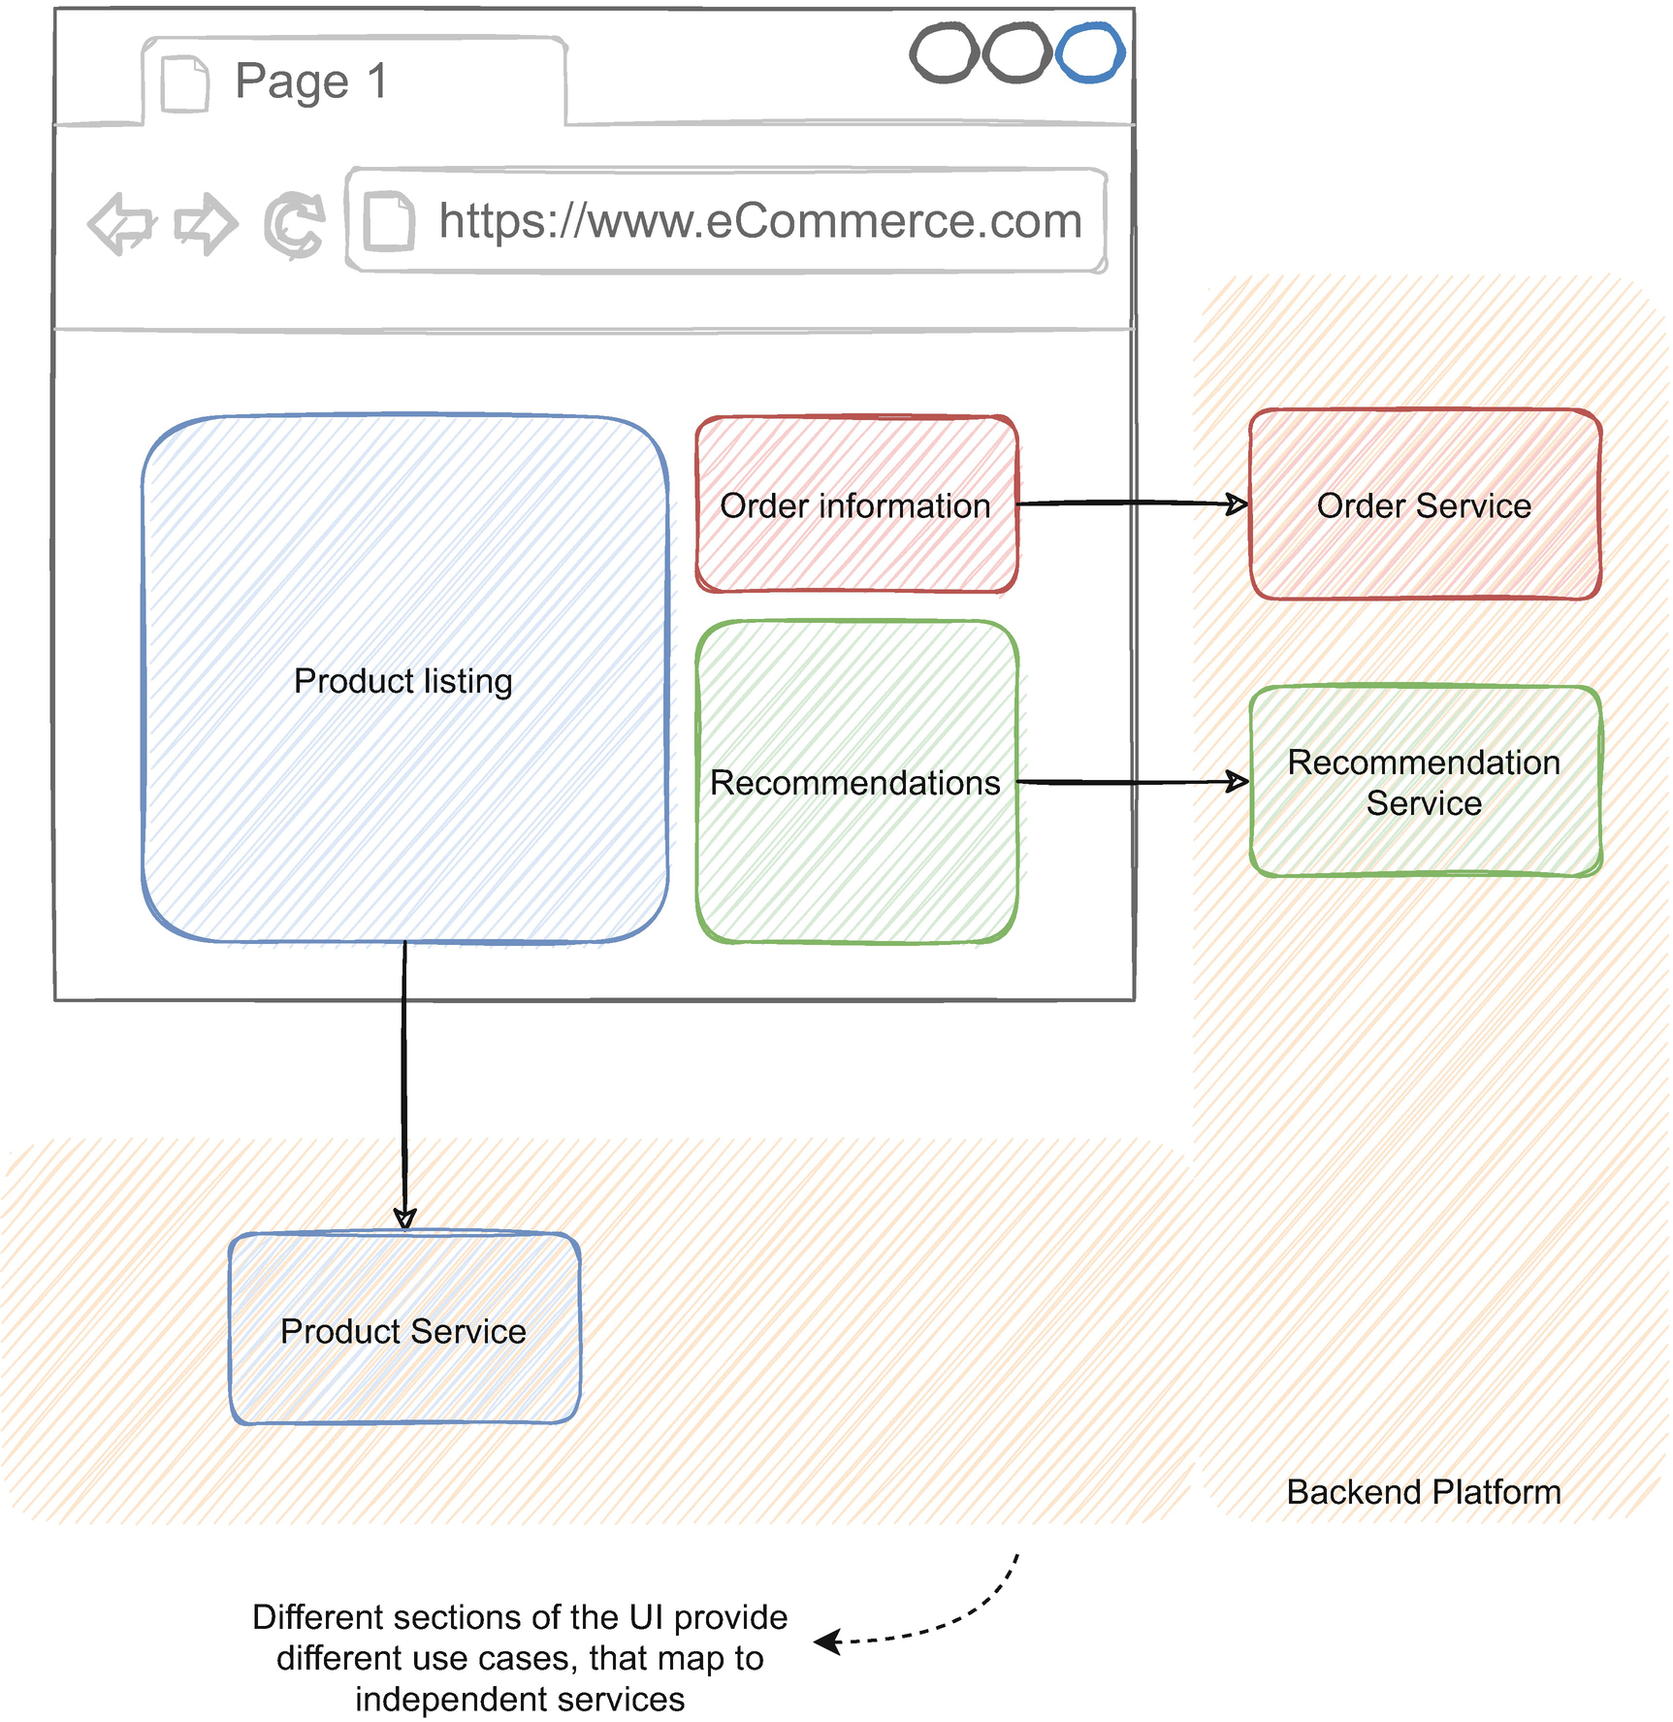 Page 1
https://www.eCommerce.com
Order information
Order Service
Product listing
Recommendations
Recommendation
Service
Product Service
Backend Platform
Different sections of the UI provide
different use cases, that map to
independent services